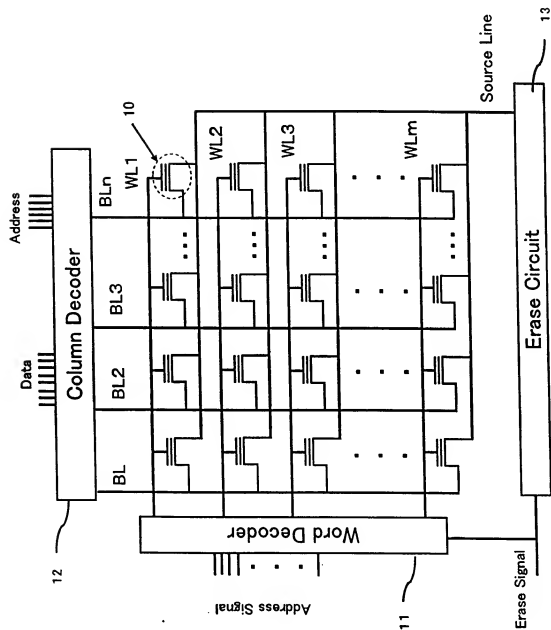 Data
Address
12
Column Decoder
BL
BL2
BL3
BLn
10
WL1
WL2
WL3
WLm
Source Line
Word Decoder
Address Signal
11
Erase Signal
Erase Circuit
13